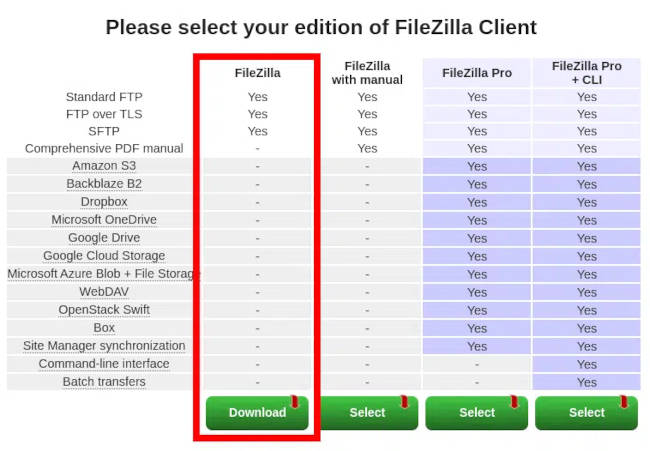 Please select your edition of FileZilla Client
FileZilla FileZilla with manual FileZilla Pro FileZilla Pro + CLI
Standard FTP Yes Yes Yes Yes
FTP over TLS Yes Yes Yes Yes
SFTP Yes Yes Yes Yes
Comprehensive PDF manual - Yes Yes Yes
Amazon S3 - - Yes Yes
Backblaze B2 - - Yes Yes
Dropbox - - Yes Yes
Microsoft OneDrive - - Yes Yes
Google Drive - - Yes Yes
Google Cloud Storage - - Yes Yes
Microsoft Azure Blob + File Storage - - Yes Yes
WebDAV - - Yes Yes
OpenStack Swift - - Yes Yes
Box - - Yes Yes
Site Manager synchronization - - Yes Yes
Command-line interface - - - Yes
Batch transfers - - - Yes
Download Select Select Select